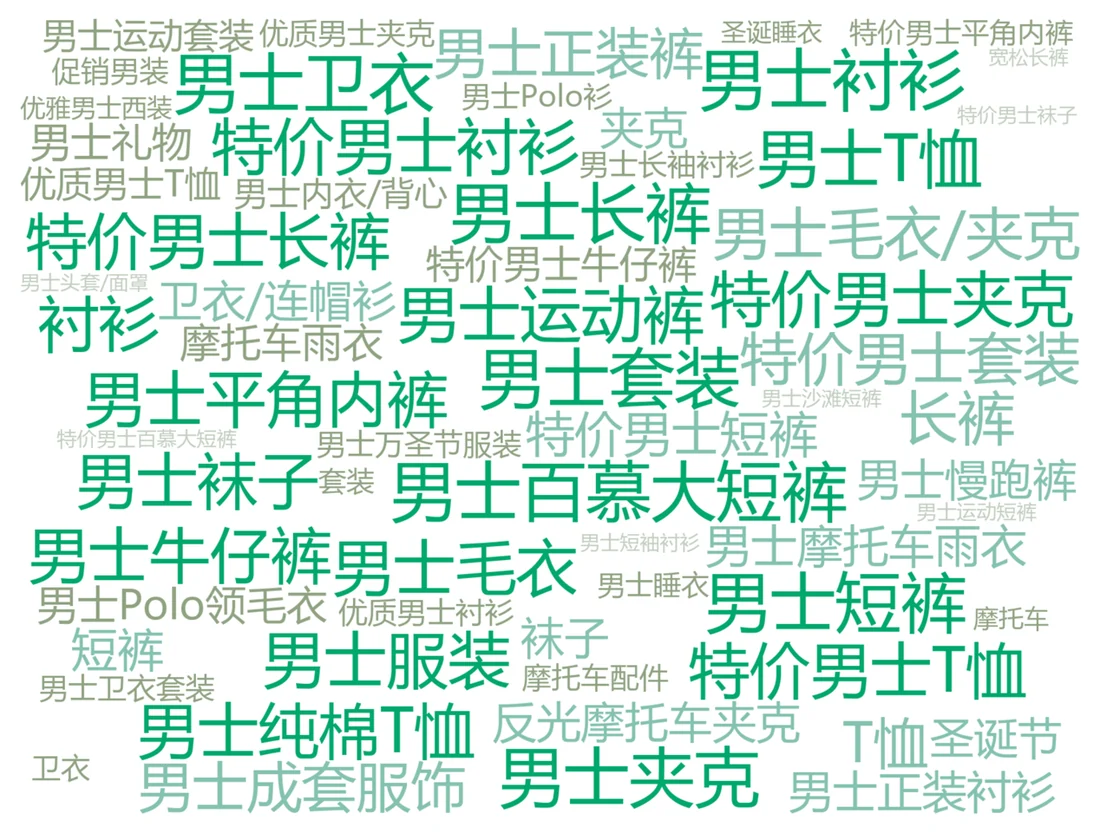 男士运动套装
优质男士夹克
男士正装裤
圣诞睡衣
特价男士平角内裤
促销男装
男士卫衣
男士衬衫
宽松长裤
优雅男士西装
男士Polo衫
特价男士袜子
男士礼物
特价男士衬衫
夹克
男士T恤
优质男士T恤
男士内衣/背心
男士长袖衬衫
男士长裤
特价男士长裤
男士毛衣/夹克
特价男士牛仔裤
男士头套/面罩
衬衫
卫衣/连帽衫
男士运动裤
特价男士夹克
摩托车雨衣
男士套装
特价男士套装
男士平角内裤
男士沙滩短裤
长裤
特价男士百慕大短裤
男士万圣节服装
特价男士短裤
男士袜子
套装
男士百慕大短裤
男士慢跑裤
男士运动短裤
男士牛仔裤
男士毛衣
男士短袖衬衫
男士摩托车雨衣
男士Polo领毛衣
优质男士衬衫
男士睡衣
男士短裤
摩托车
短裤
男士服装
袜子
特价男士T恤
男士卫衣套装
摩托车配件
男士纯棉T恤
反光摩托车夹克
T恤
圣诞节
卫衣
男士成套服饰
男士夹克
男士正装衬衫